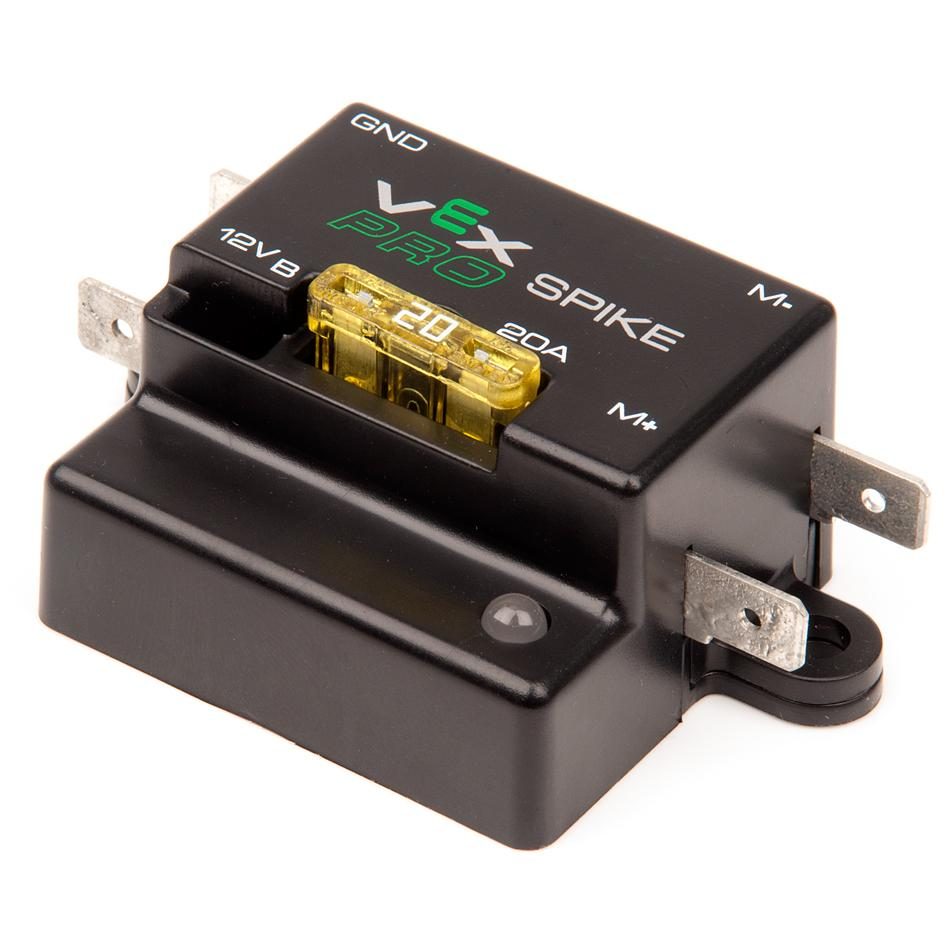 GND
VEX
PRO
SPIKE
12V B
20
20A
M-
M+